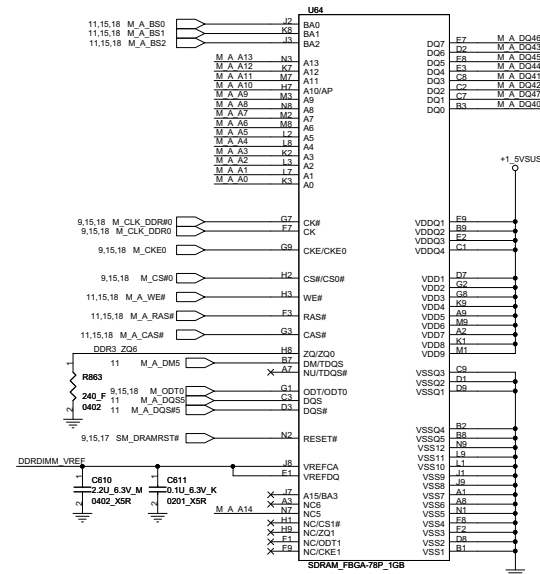 U64
11,15,18 M_A_BS0 J2 BA0
11,15,18 M_A_BS1 K8 BA1
11,15,18 M_A_BS2 J3 BA2
DQ7 E7 M_A_DQ46
DQ6 D2 M_A_DQ43
DQ5 E8 M_A_DQ45
DQ4 E3 M_A_DQ44
DQ3 C8 M_A_DQ41
DQ2 C2 M_A_DQ42
DQ1 C7 M_A_DQ47
DQ0 B3 M_A_DQ40
M_A_A13 N3 A13
M_A_A12 K7 A12
M_A_A11 M7 A11
M_A_A10 H7 A10/AP
M_A_A9 M3 A9
M_A_A8 N8 A8
M_A_A7 M2 A7
M_A_A6 M8 A6
M_A_A5 L2 A5
M_A_A4 L8 A4
M_A_A3 K2 A3
M_A_A2 L3 A2
M_A_A1 L7 A1
M_A_A0 K3 A0
+1_5VSUS
9,15,18 M_CLK_DDR#0 G7 CK#
9,15,18 M_CLK_DDR0 F7 CK
9,15,18 M_CKE0 G9 CKE/CKE0
VDDQ1 E9
VDDQ2 B9
VDDQ3 E2
VDDQ4 C1
9,15,18 M_CS#0 H2 CS#/CS0#
11,15,18 M_A_WE# H3 WE#
11,15,18 M_A_RAS# F3 RAS#
11,15,18 M_A_CAS# G3 CAS#
VDD1 D7
VDD2 G2
VDD3 G8
VDD4 K9
VDD5 A9
VDD6 M9
VDD7 A2
VDD8 K1
VDD9 M1
DDR3_ZQ6 H8 ZQ/ZQ0
11 M_A_DM5 B7 DM/TDQS
A7 NU/TDQS#
1
R863
240_F
0402
2
9,15,18 M_ODT0 G1 ODT/ODT0
11 M_A_DQS5 C3 DQS
11 M_A_DQS#5 D3 DQS#
VSSQ3 C9
VSSQ2 D1
VSSQ1 D9
9,15,17 SM_DRAMRST# N2 RESET#
VSSQ4 B2
VSSQ5 B8
VSS12 N9
VSS11 L9
VSS10 L1
VSS9 J1
VSS8 J9
VSS7 A1
VSS6 A8
VSS5 N1
VSS4 F8
VSS3 F2
VSS2 D8
VSS1 B1
DDRDIMM_VREF J8 VREFCA
E1 VREFDQ
1
C610
2.2U_6.3V_M
0402_X5R
2
1
C611
0.1U_6.3V_K
0201_X5R
2
J7 A15/BA3
A3 NC6
M_A_A14 N7 NC5
H1 NC/CS1#
H9 NC/ZQ1
F1 NC/ODT1
F9 NC/CKE1
SDRAM_FBGA-78P_1GB